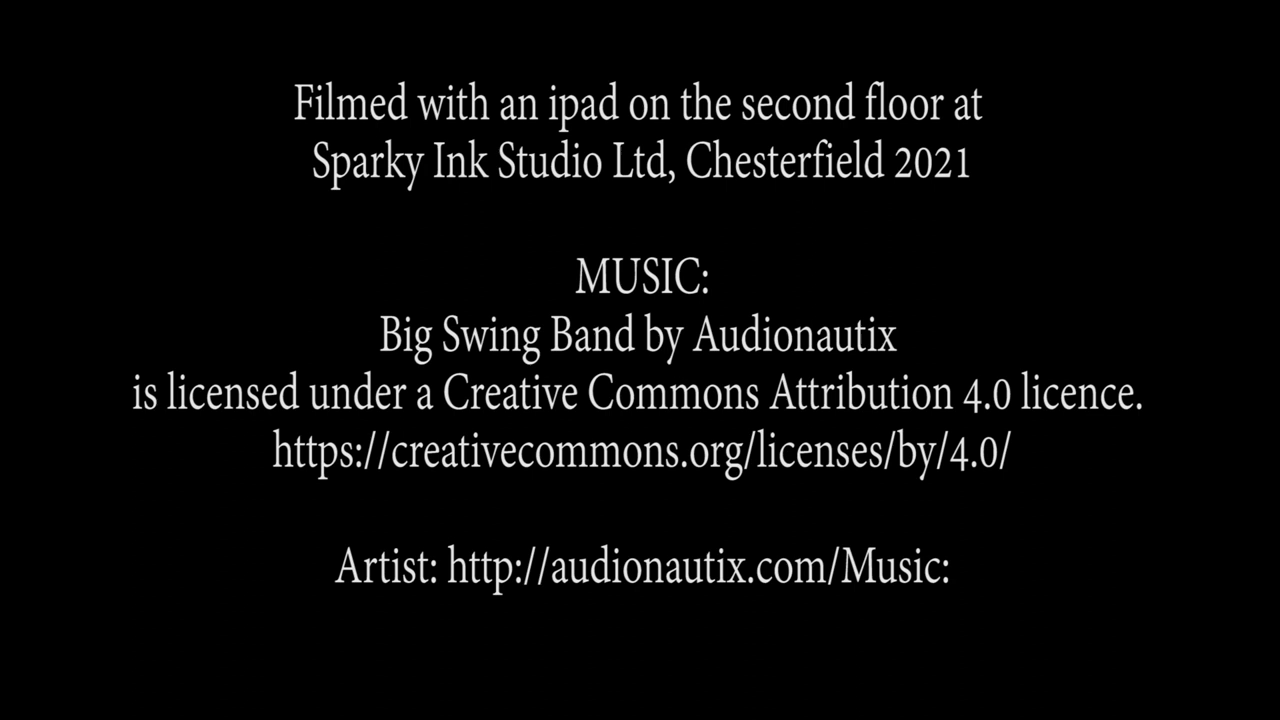 Filmed with an ipad on the second floor at
Sparky Ink Studio Ltd, Chesterfield 2021
MUSIC:
Big Swing Band by Audionautix
is licensed under a Creative Commons Attribution 4.0 licence.
https://creativecommons.org/licenses/by/4.0/
Artist: http://audionautix.com/Music: